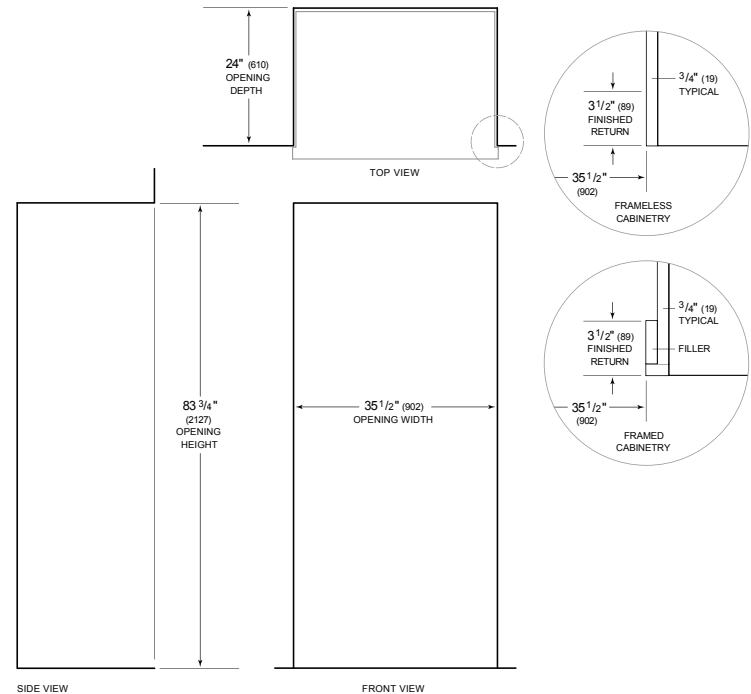 24" (610)
OPENING
DEPTH
TOP VIEW
3/4" (19)
TYPICAL
3 1/2" (89)
FINISHED
RETURN
35 1/2"
(902)
FRAMELESS
CABINETRY
3/4" (19)
TYPICAL
3 1/2" (89)
FINISHED
RETURN
FILLER
35 1/2"
(902)
FRAMED
CABINETRY
83 3/4"
(2127)
OPENING
HEIGHT
35 1/2" (902)
OPENING WIDTH
SIDE VIEW
FRONT VIEW